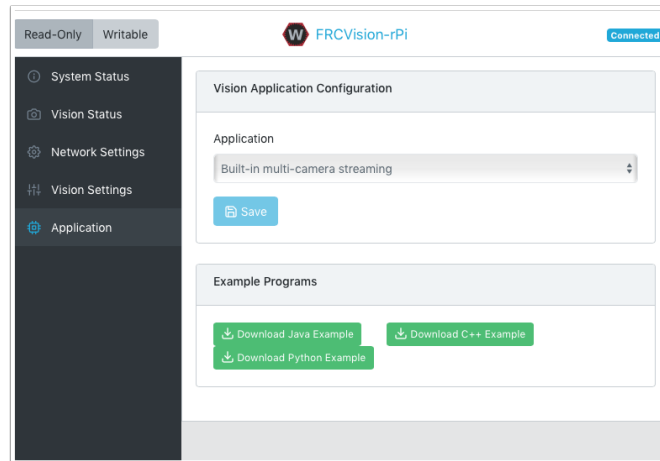 Read-Only Writable W FRCVision-rPi Connected
System Status
Vision Status
Network Settings
Vision Settings
Application
Vision Application Configuration
Application
Built-in multi-camera streaming
Save
Example Programs
Download Java Example Download C++ Example
Download Python Example